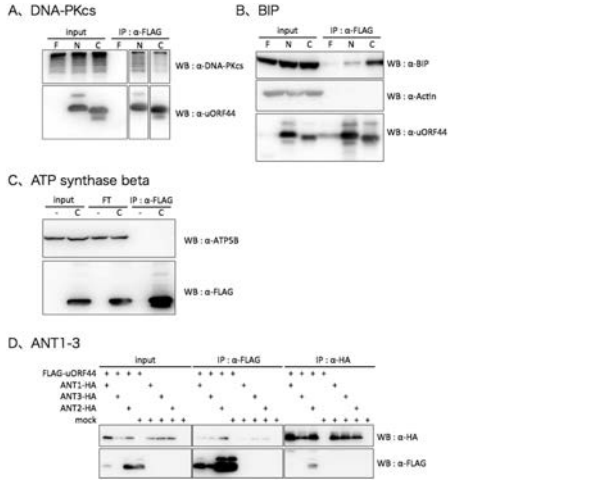 A、DNA-PKcs
input IP : α-FLAG
F N C F N C
WB : α-DNA-PKcs
WB : α-uORF44
B、BIP
input IP : α-FLAG
F N C F N C
WB : α-BIP
WB : α-Actin
WB : α-uORF44
C、ATP synthase beta
input FT IP : α-FLAG
- C - C - C
WB : α-ATP5B
WB : α-FLAG
D、ANT1-3
input IP : α-FLAG IP : α-HA
FLAG-uORF44 + + + + + + + + + + + +
ANT1-HA + + + + + +
ANT3-HA + + + + + +
ANT2-HA + + + + + +
mock + + + + + + + + + + + + + + +
WB : α-HA
WB : α-FLAG